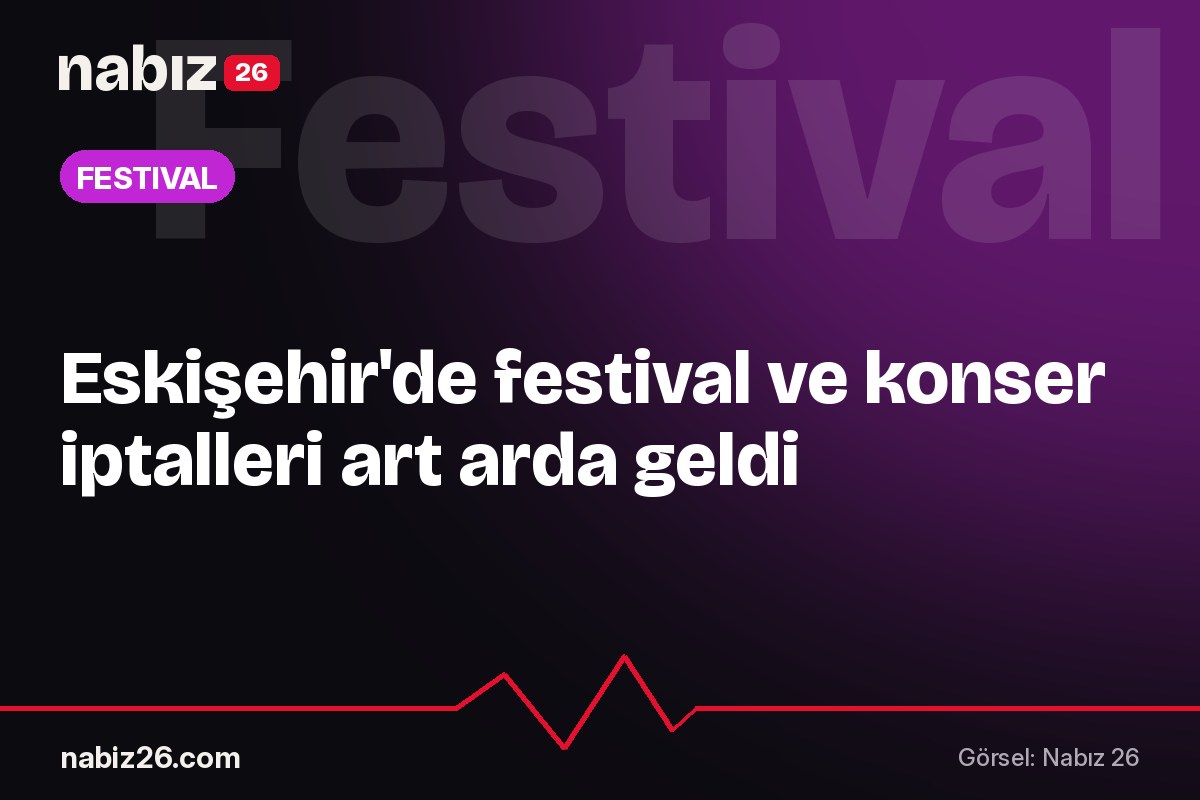 nabız 26
Festival
FESTIVAL
Eskişehir'de festival ve konser
iptalleri art arda geldi
nabiz26.com
Görsel: Nabız 26